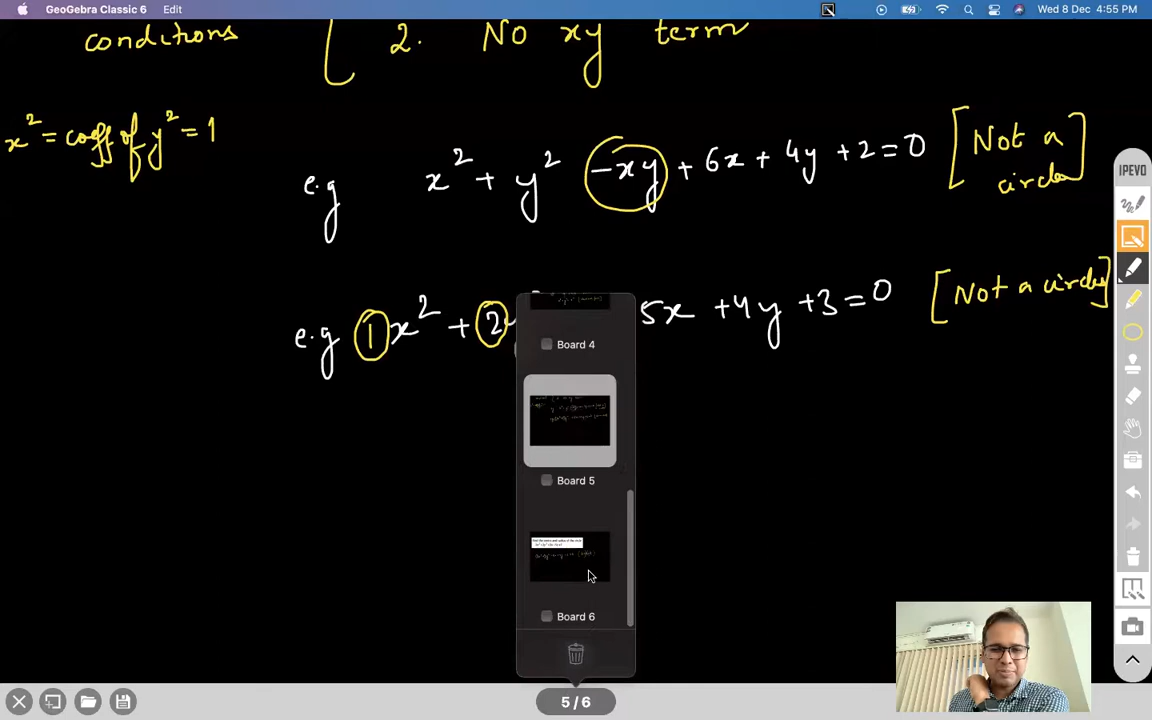 GeoGebra Classic 6 Edit Wed 8 Dec 4:55 PM
conditions 2. No xy term
x² = coeff of y² = 1
e.g x² + y² -xy + 6x + 4y + 2 = 0 [Not a circle]
e.g 1x² + 2 5x + 4y + 3 = 0 [Not a circle]
IPEVO
Board 4
Board 5
Board 6
5 / 6